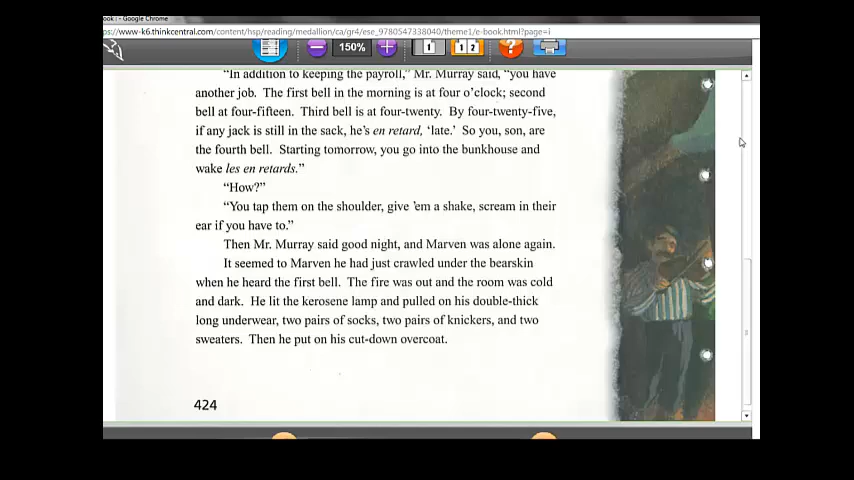 ook: - Google Chrome
ps://www-k6.thinkcentral.com/content/hsp/reading/medallion/ca/gr4/ese_9780547338040/theme1/e-book.html?page=i
150%
1
1 2
?
“In addition to keeping the payroll,” Mr. Murray said, “you have
another job. The first bell in the morning is at four o’clock; second
bell at four-fifteen. Third bell is at four-twenty. By four-twenty-five,
if any jack is still in the sack, he’s en retard, ‘late.’ So you, son, are
the fourth bell. Starting tomorrow, you go into the bunkhouse and
wake les en retards.”
“How?”
“You tap them on the shoulder, give ’em a shake, scream in their
ear if you have to.”
Then Mr. Murray said good night, and Marven was alone again.
It seemed to Marven he had just crawled under the bearskin
when he heard the first bell. The fire was out and the room was cold
and dark. He lit the kerosene lamp and pulled on his double-thick
long underwear, two pairs of socks, two pairs of knickers, and two
sweaters. Then he put on his cut-down overcoat.
424